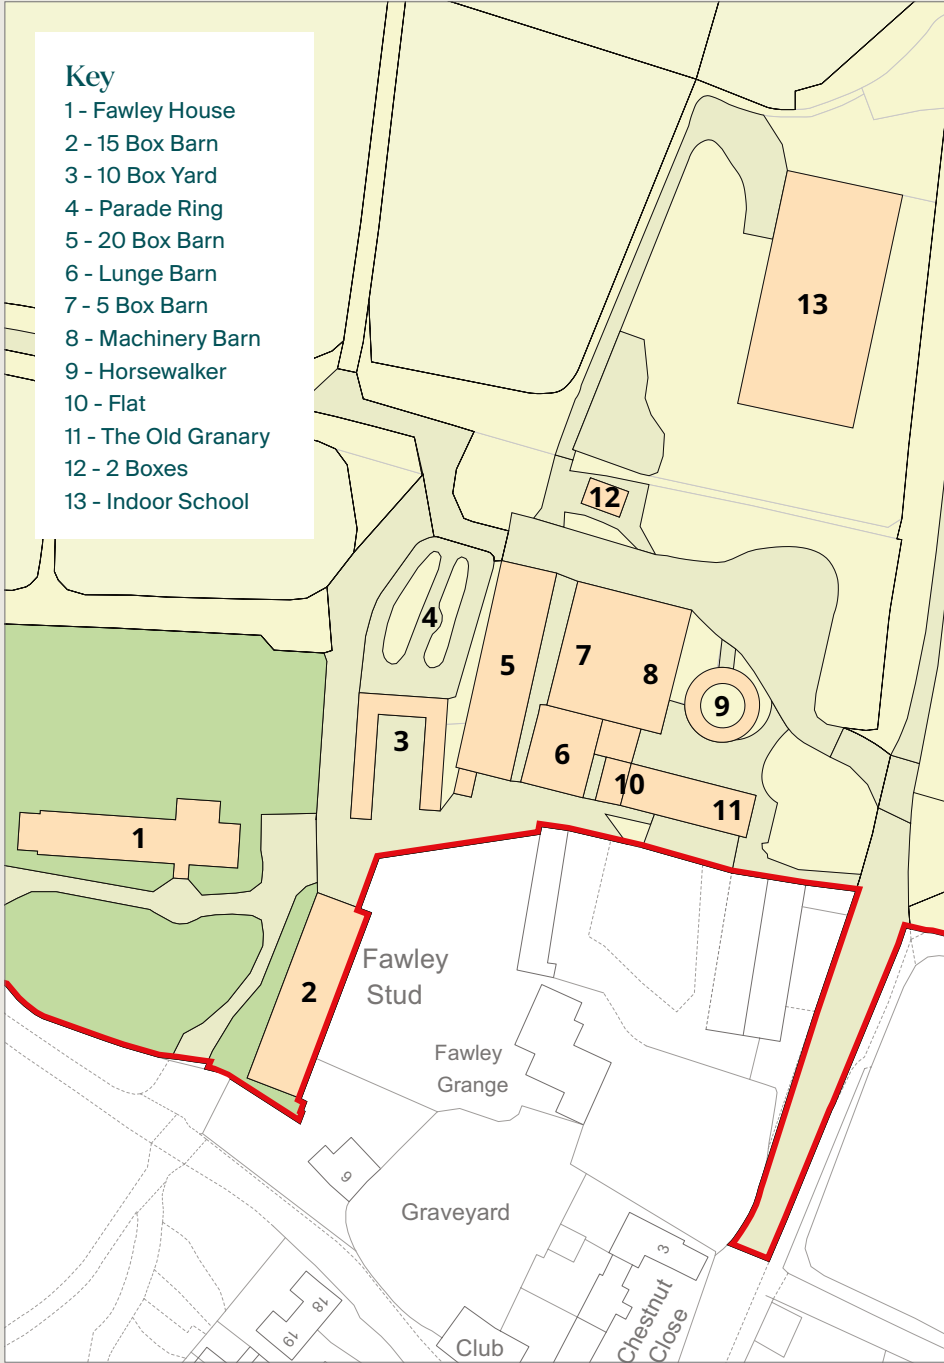 Key
1 - Fawley House
2 - 15 Box Barn
3 - 10 Box Yard
4 - Parade Ring
5 - 20 Box Barn
6 - Lunge Barn
7 - 5 Box Barn
8 - Machinery Barn
9 - Horsewalker
10 - Flat
11 - The Old Granary
12 - 2 Boxes
13 - Indoor School
13
12
4
5
7
8
9
3
6
10
11
1
2
Fawley
Stud
Fawley
Grange
9
Graveyard
3
18
19
Chestnut
Close
Club